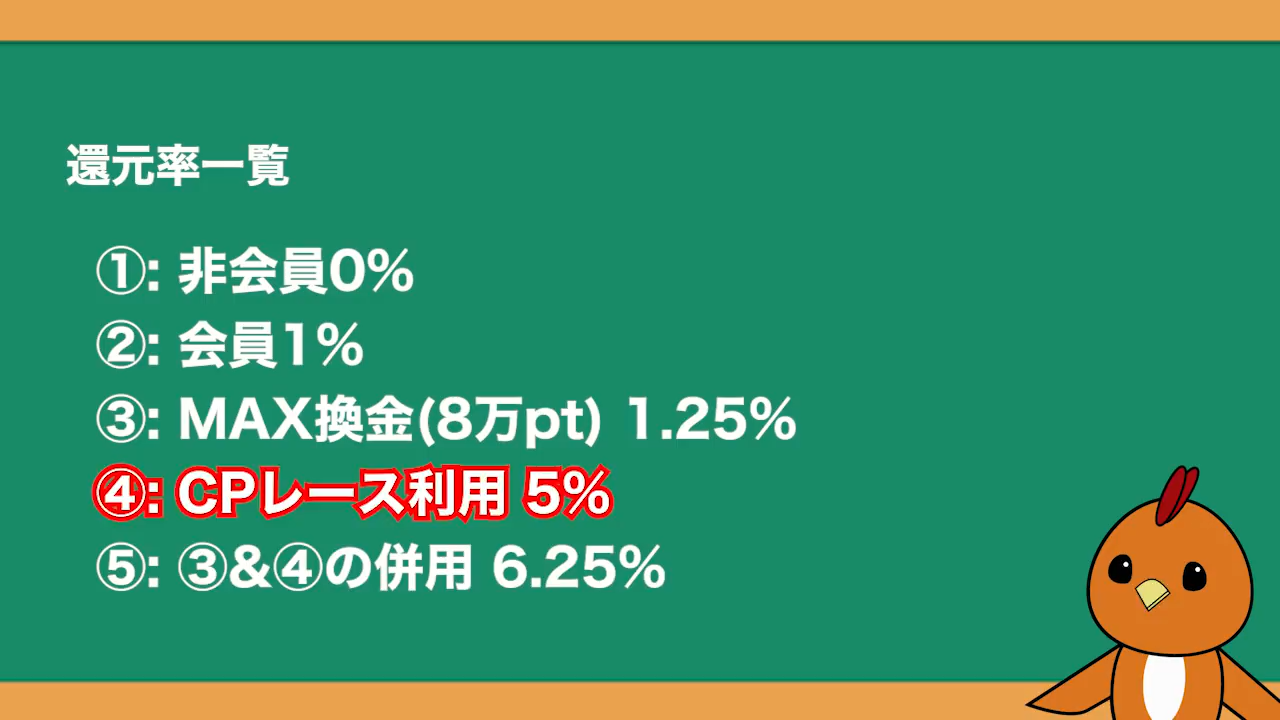 還元率一覧
①: 非会員0%
②: 会員1%
③: MAX換金(8万pt) 1.25%
④: CPレース利用 5%
⑤: ③&④の併用 6.25%